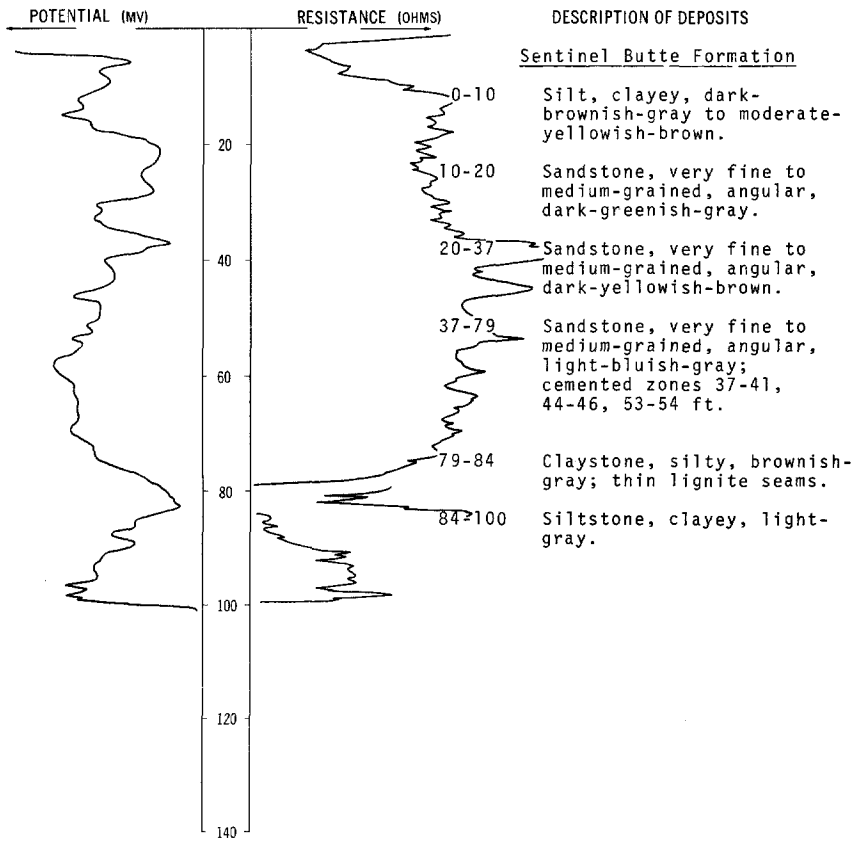 POTENTIAL (MV) RESISTANCE (OHMS) DESCRIPTION OF DEPOSITS
Sentinel Butte Formation
0-10 Silt, clayey, dark-
brownish-gray to moderate-
yellowish-brown.
10-20 Sandstone, very fine to
medium-grained, angular,
dark-greenish-gray.
20-37 Sandstone, very fine to
medium-grained, angular,
dark-yellowish-brown.
37-79 Sandstone, very fine to
medium-grained, angular,
light-bluish-gray;
cemented zones 37-41,
44-46, 53-54 ft.
79-84 Claystone, silty, brownish-
gray; thin lignite seams.
84-100 Siltstone, clayey, light-
gray.
20
40
60
80
100
120
140